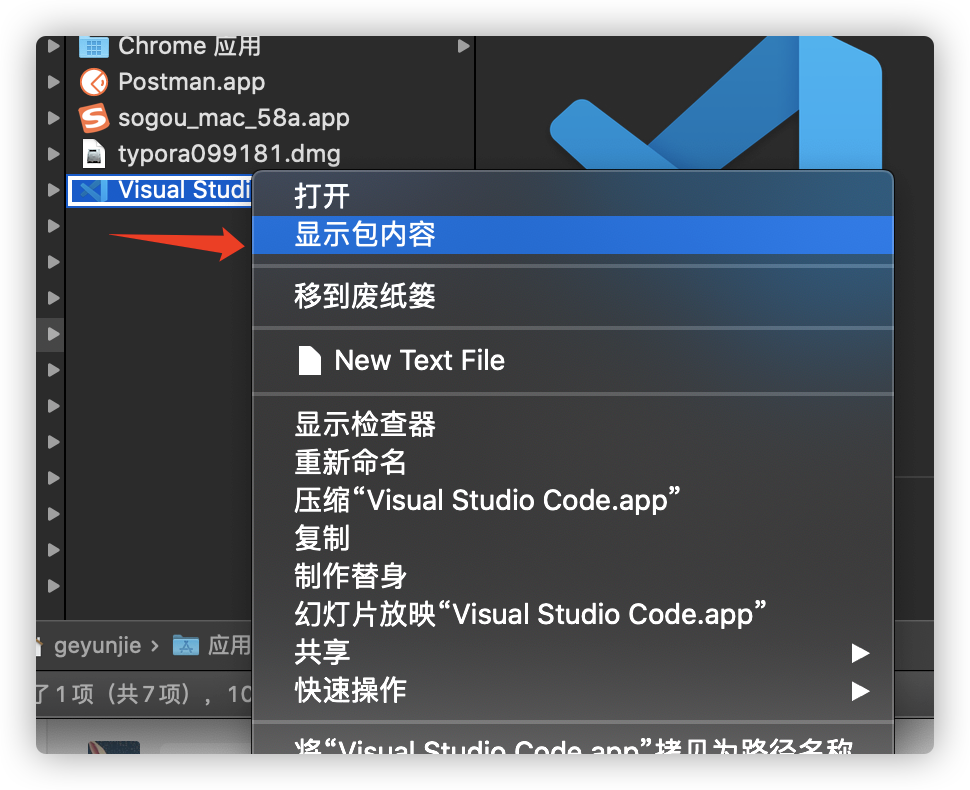 Chrome 应用
Postman.app
sogou_mac_58a.app
typora099181.dmg
Visual Studi
打开
显示包内容
移到废纸篓
New Text File
显示检查器
重新命名
压缩“Visual Studio Code.app”
复制
制作替身
幻灯片放映“Visual Studio Code.app”
geyunjie › 应用
共享
快速操作
了1项（共7项），10
将“Visual Studio Code.app”拷贝为路径名称